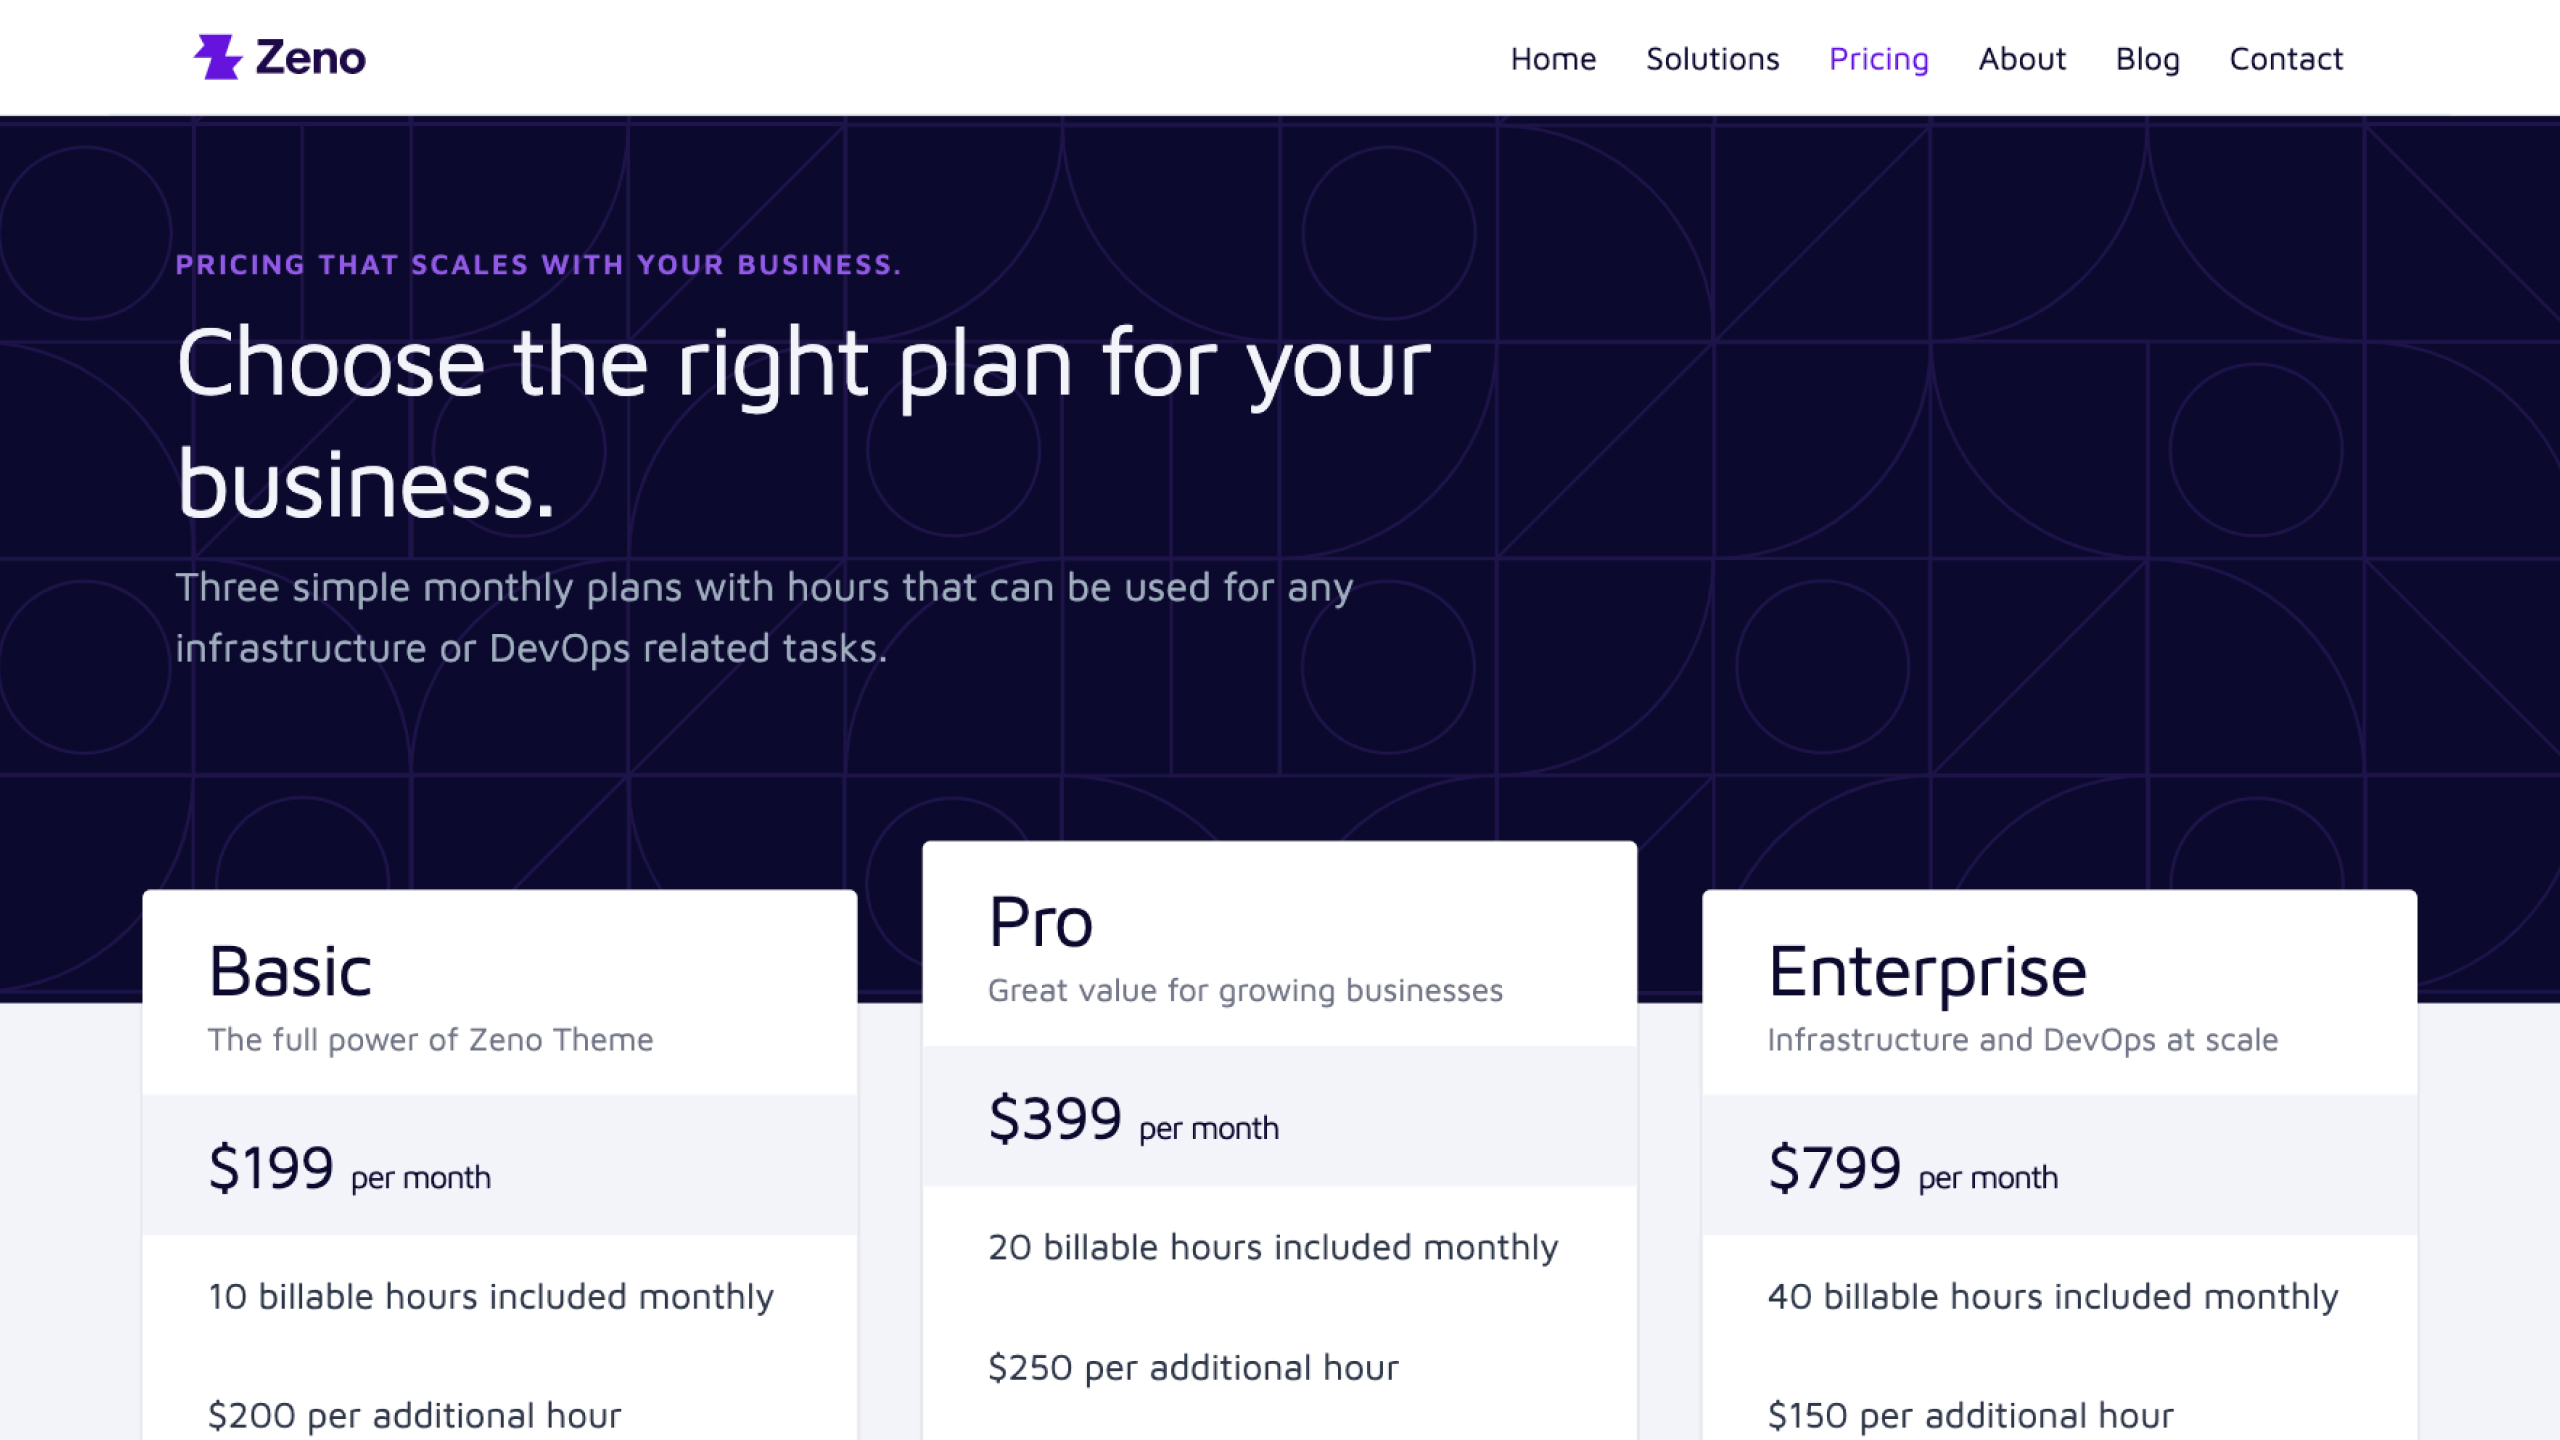 Zeno
Home Solutions Pricing About Blog Contact
PRICING THAT SCALES WITH YOUR BUSINESS.
Choose the right plan for your
business.
Three simple monthly plans with hours that can be used for any
infrastructure or DevOps related tasks.
Basic
The full power of Zeno Theme
$199 per month
10 billable hours included monthly
$200 per additional hour
Pro
Great value for growing businesses
$399 per month
20 billable hours included monthly
$250 per additional hour
Enterprise
Infrastructure and DevOps at scale
$799 per month
40 billable hours included monthly
$150 per additional hour